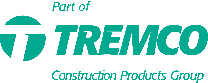 Part of
TREMCO
Construction Products Group